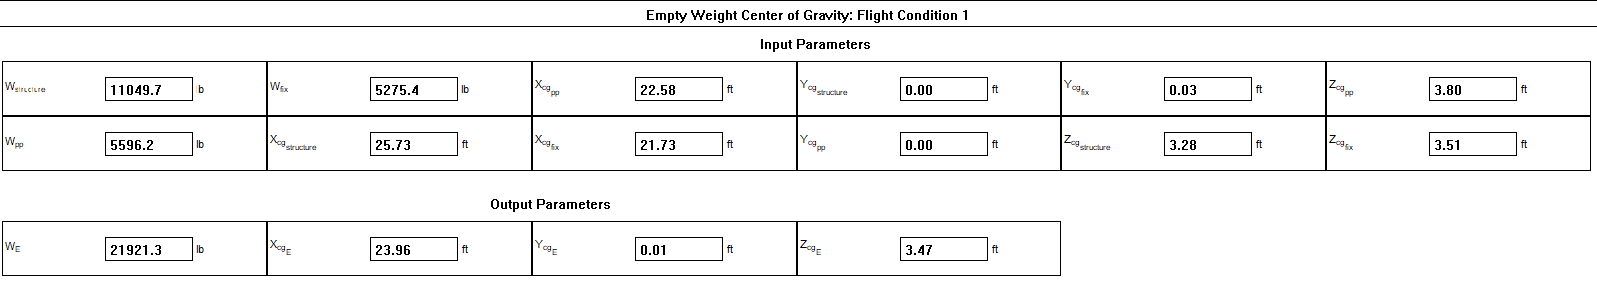 Empty Weight Center of Gravity: Flight Condition 1
Input Parameters
Wstructure 11049.7 lb Wfix 5275.4 lb Xcgpp 22.58 ft Ycgstructure 0.00 ft Ycgfix 0.03 ft Zcgpp 3.80 ft
Wpp 5596.2 lb Xcgstructure 25.73 ft Xcgfix 21.73 ft Ycgpp 0.00 ft Zcgstructure 3.28 ft Zcgfix 3.51 ft
Output Parameters
WE 21921.3 lb XcgE 23.96 ft YcgE 0.01 ft ZcgE 3.47 ft